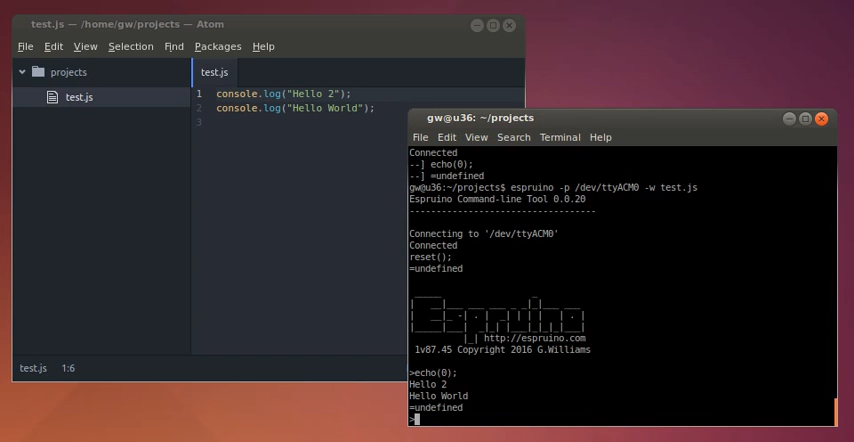 test.js — /home/gw/projects — Atom
File Edit View Selection Find Packages Help
projects
test.js
test.js
1 console.log("Hello 2");
2 console.log("Hello World");
3
test.js 1:6
gw@u36: ~/projects
File Edit View Search Terminal Help
Connected
--] echo(0);
--] =undefined
gw@u36:~/projects$ espruino -p /dev/ttyACM0 -w test.js
Espruino Command-line Tool 0.0.20
-----------------------------------
Connecting to '/dev/ttyACM0'
Connected
reset();
=undefined
Espruino
http://espruino.com
1v87.45 Copyright 2016 G.Williams
>echo(0);
Hello 2
Hello World
=undefined
>